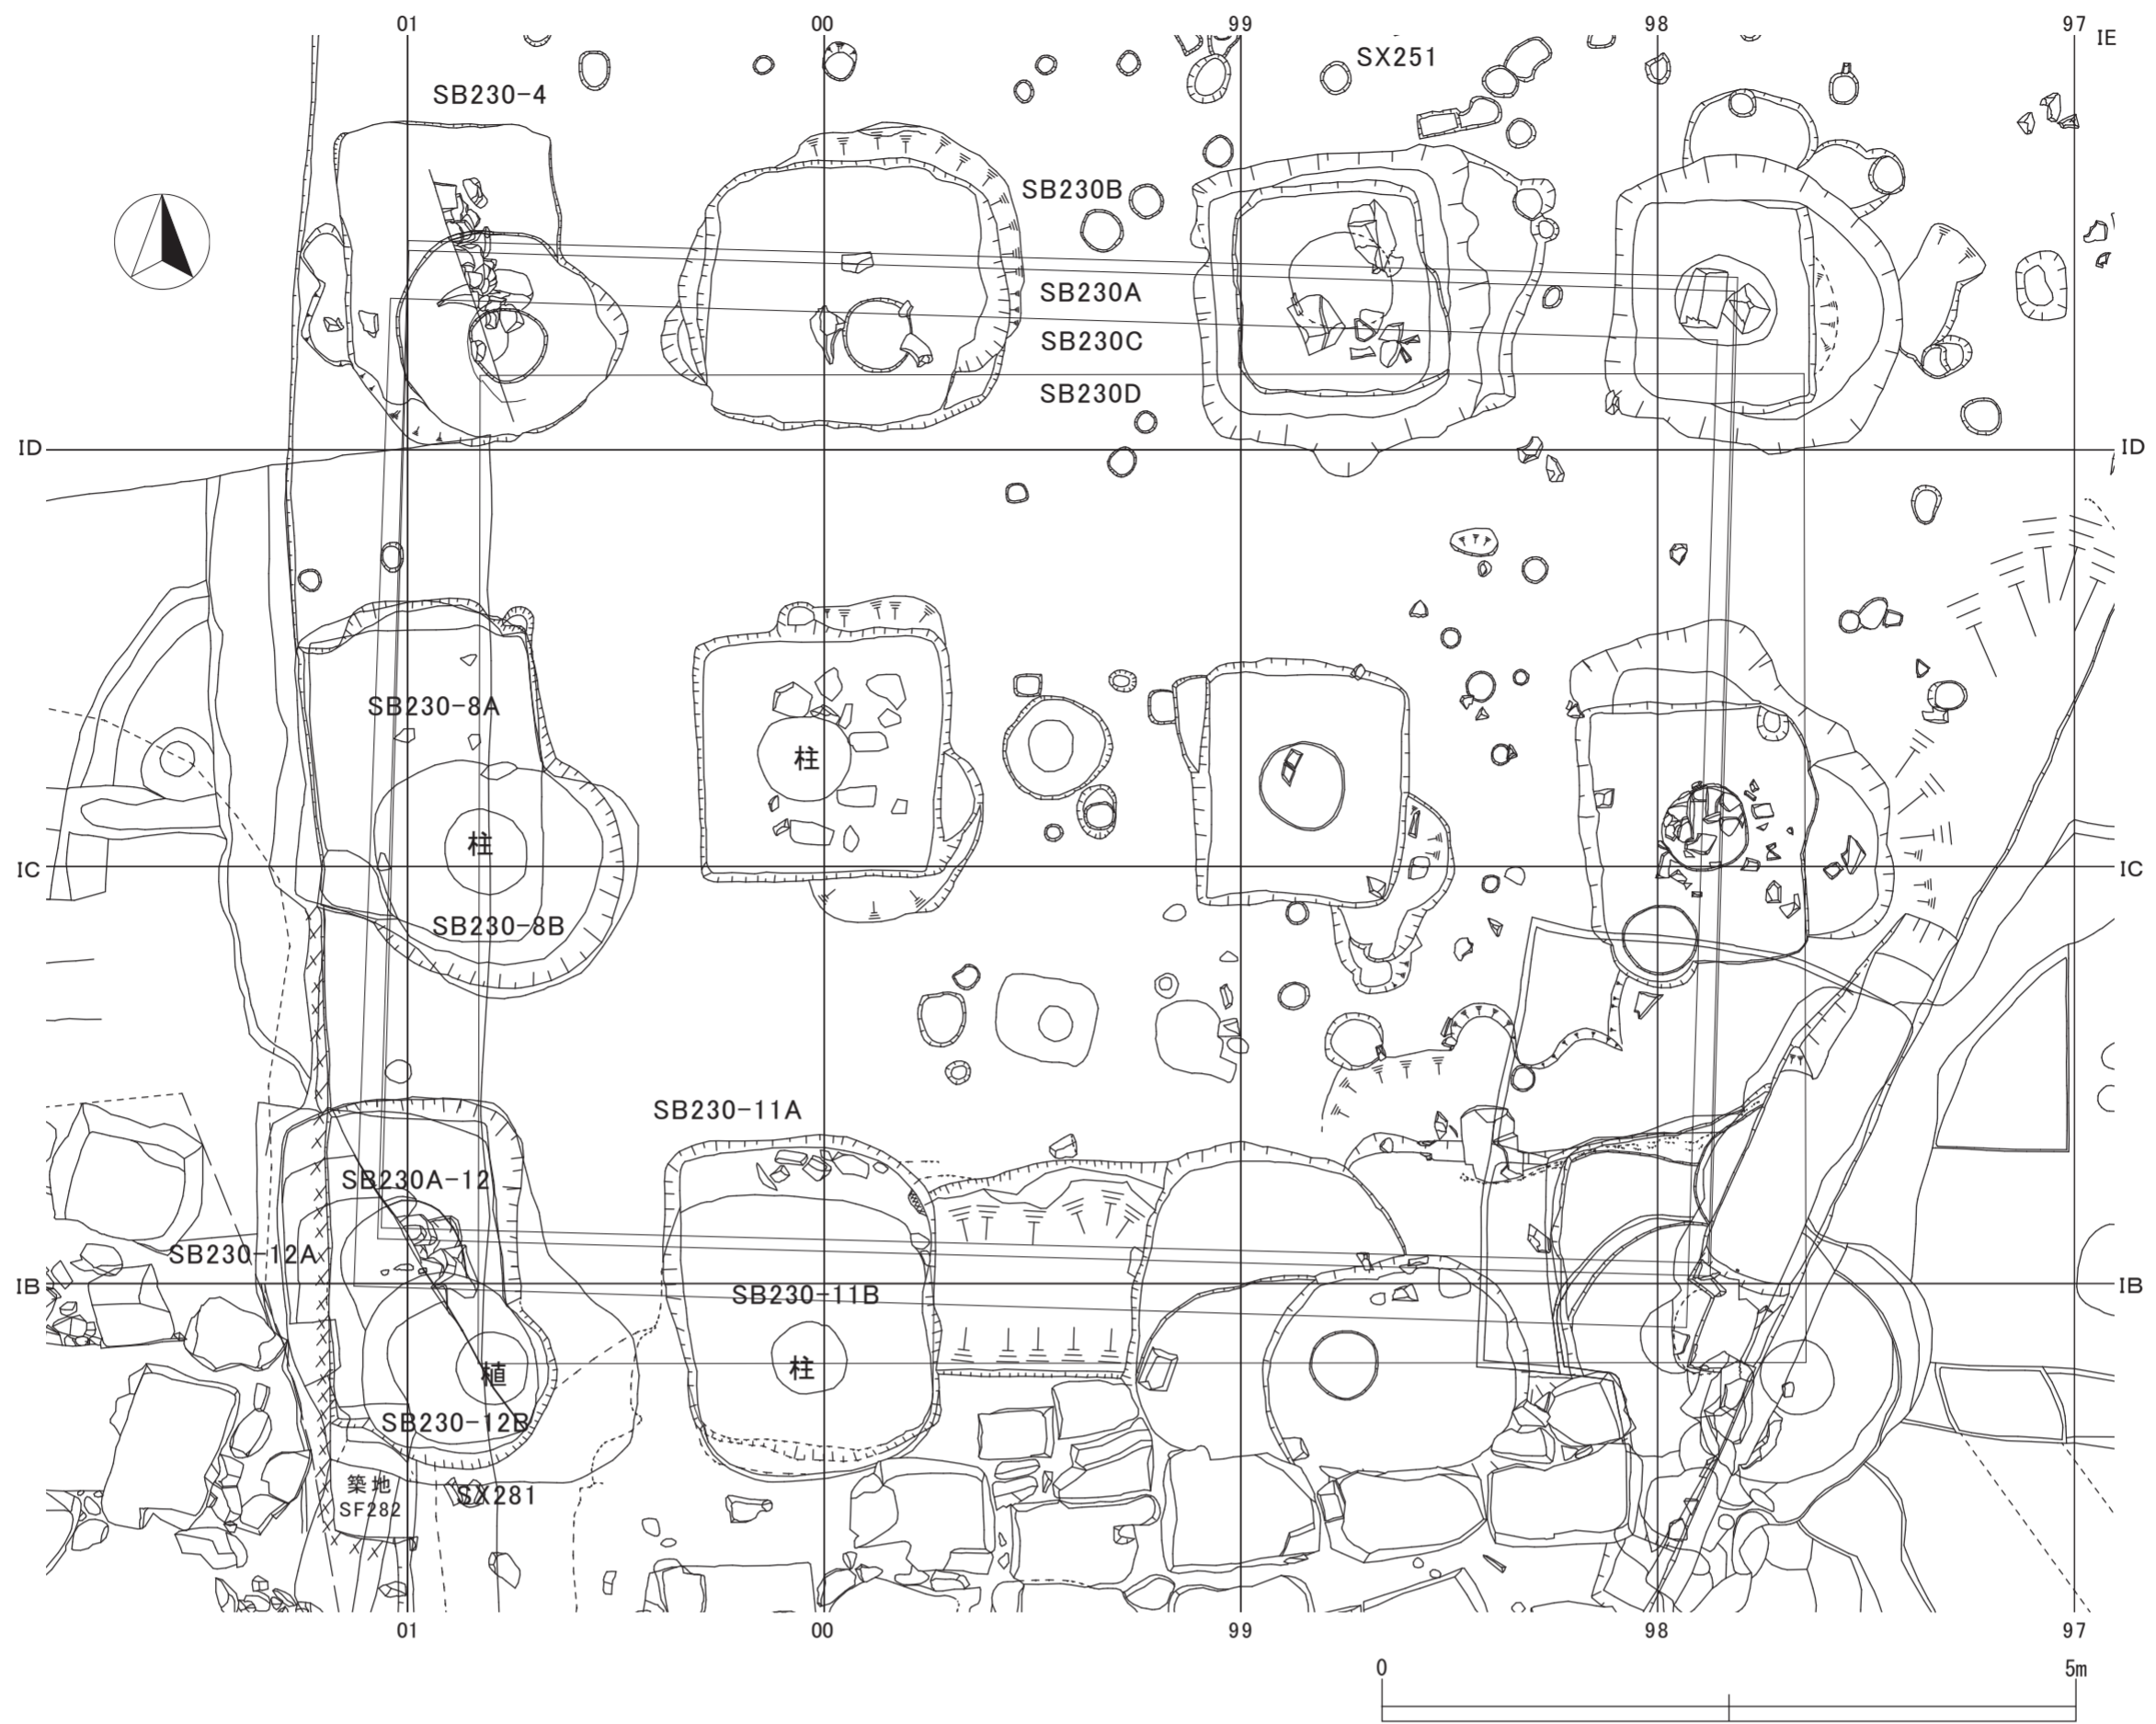 01 00 99 98 97
IE
SX251
SB230-4
SB230B
SB230A
SB230C
SB230D
ID ID
SB230-8A
柱
柱
IC IC
SB230-8B
SB230-11A
SB230A-12
SB230-12A
IB IB
SB230-11B
柱
植
SB230-12B
築地
SF282
SX281
01 00 99 98 97
0 5m